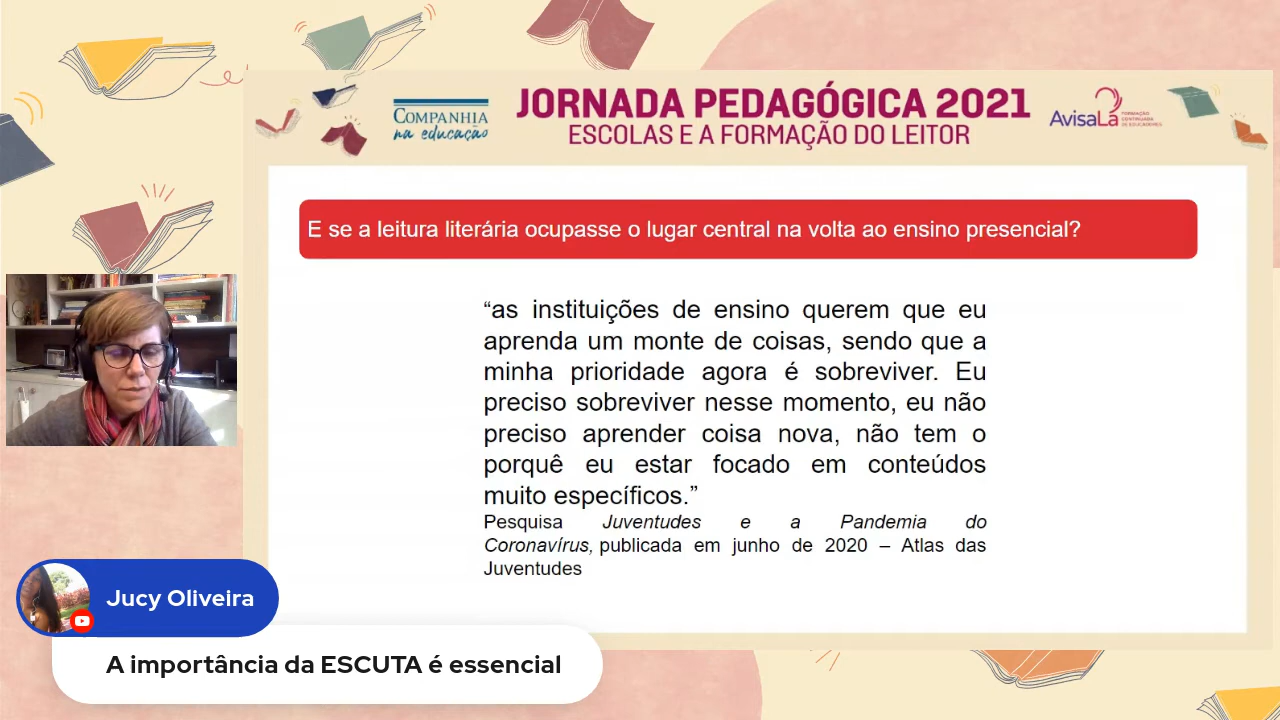 COMPANHIA
na educação
JORNADA PEDAGÓGICA 2021
ESCOLAS E A FORMAÇÃO DO LEITOR
AvisaLá
FORMAÇÃO
CONTINUADA
DE EDUCADORES
E se a leitura literária ocupasse o lugar central na volta ao ensino presencial?
“as instituições de ensino querem que eu
aprenda um monte de coisas, sendo que a
minha prioridade agora é sobreviver. Eu
preciso sobreviver nesse momento, eu não
preciso aprender coisa nova, não tem o
porquê eu estar focado em conteúdos
muito específicos.”
Pesquisa Juventudes e a Pandemia do
Coronavírus, publicada em junho de 2020 – Atlas das
Juventudes
Jucy Oliveira
A importância da ESCUTA é essencial